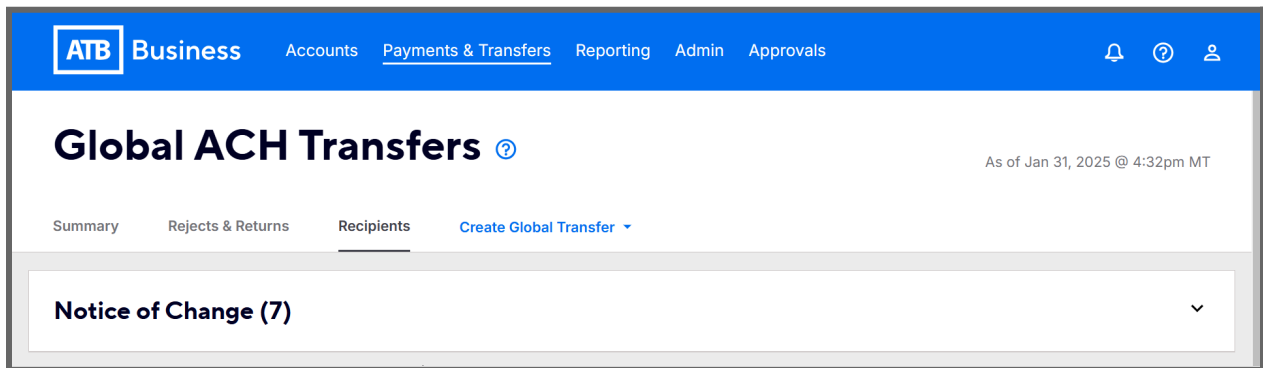 ATB Business Accounts Payments & Transfers Reporting Admin Approvals
Global ACH Transfers ?
As of Jan 31, 2025 @ 4:32pm MT
Summary Rejects & Returns Recipients Create Global Transfer
Notice of Change (7)